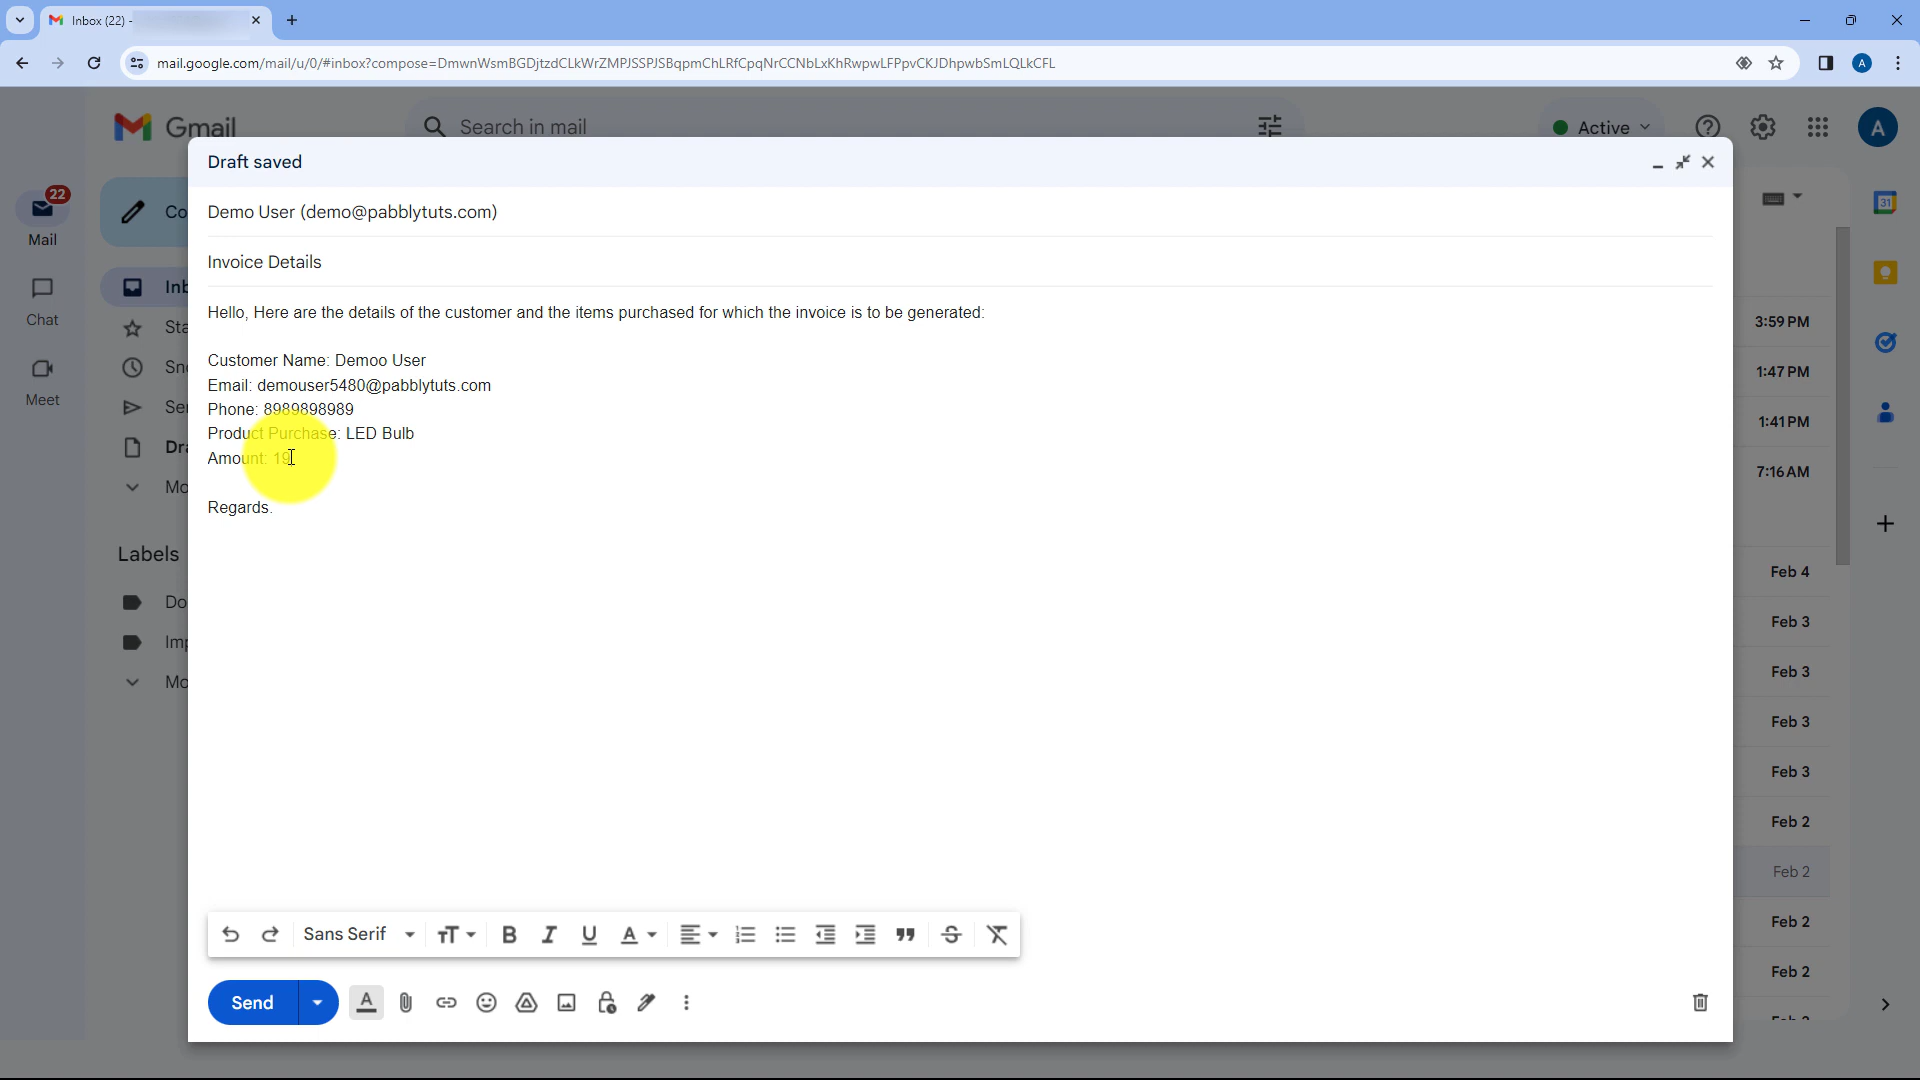 Inbox (22) -
mail.google.com/mail/u/0/#inbox?compose=DmwnWsmBGDjtzdCLkWrZMPJSSPJSBqpmChLRfCpqNrCCNbLxKhRwpwLFPpvCKJDhpwbSmLQLkCFL
A
Gmail
Search in mail
Active
A
22
Mail
Chat
Meet
Draft saved
Demo User (demo@pabblytuts.com)
Invoice Details
Hello, Here are the details of the customer and the items purchased for which the invoice is to be generated:
Customer Name: Demoo User
Email: demouser5480@pabblytuts.com
Phone: 8989898989
Product Purchase: LED Bulb
Amount: 19
Regards.
Labels
31
3:59 PM
1:47 PM
1:41 PM
7:16 AM
Feb 4
Feb 3
Feb 3
Feb 3
Feb 3
Feb 2
Feb 2
Feb 2
Feb 2
Sans Serif
Send